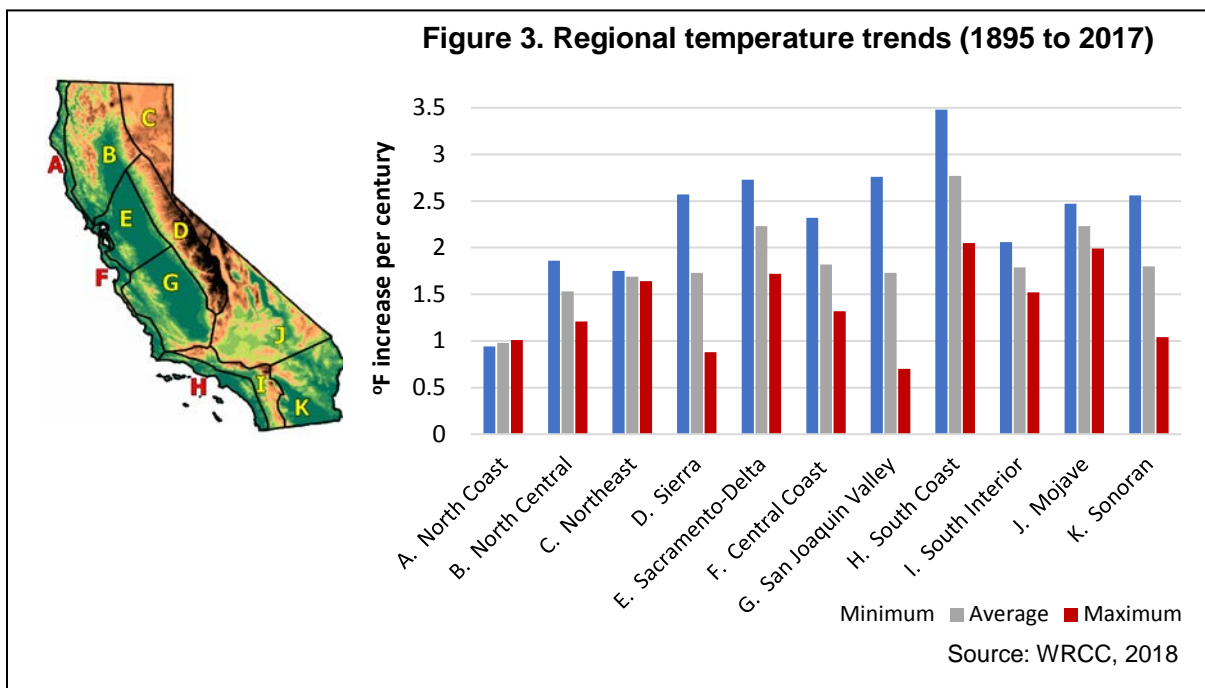 Figure 3. Regional temperature trends (1895 to 2017)
A
B
C
D
E
F
G
H
I
J
K
ºF increase per century
3.5
3
2.5
2
1.5
1
0.5
0
A. North Coast
B. North Central
C. Northeast
D. Sierra
E. Sacramento-Delta
F. Central Coast
G. San Joaquin Valley
H. South Coast
I. South Interior
J. Mojave
K. Sonoran
Minimum Average Maximum
Source: WRCC, 2018